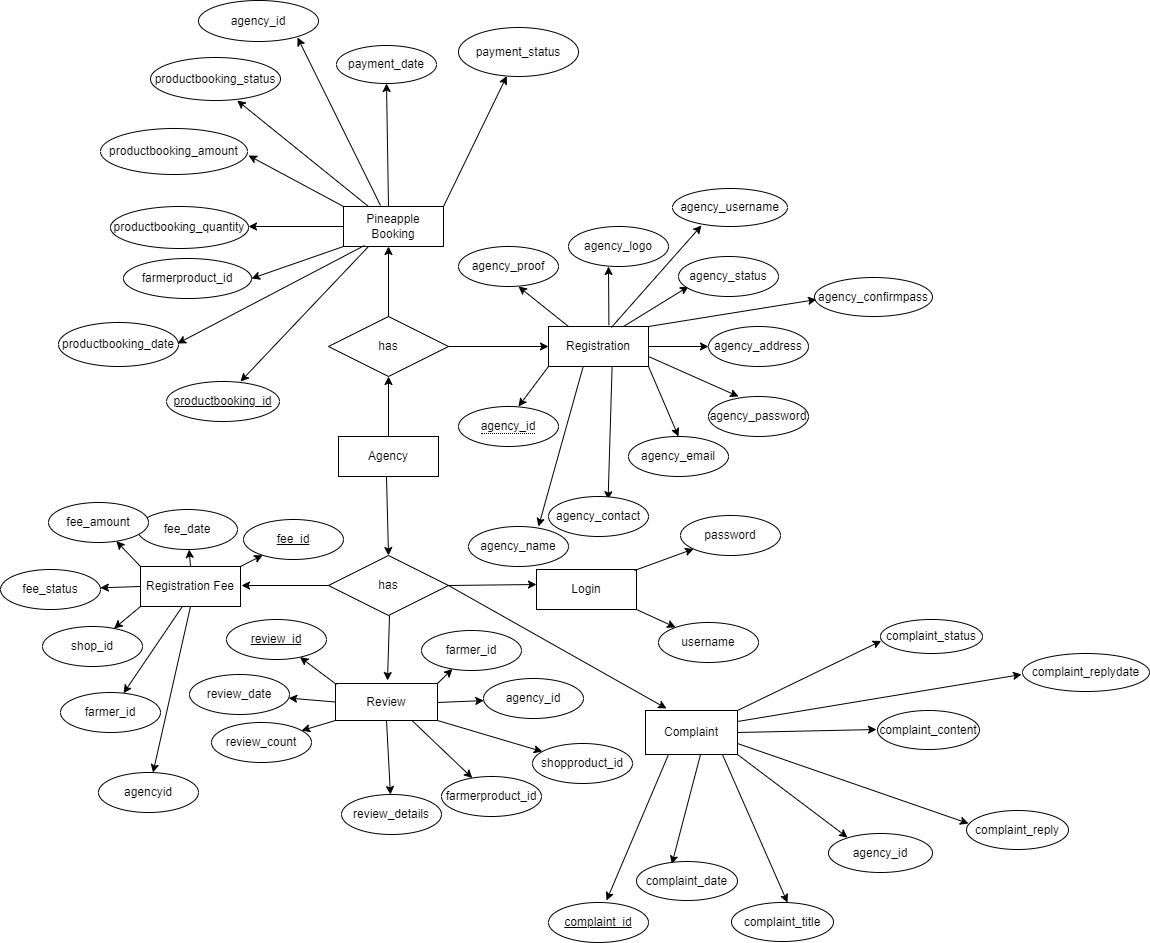 agency_id
payment_date
payment_status
productbooking_status
productbooking_amount
productbooking_quantity
farmerproduct_id
productbooking_date
productbooking_id
Pineapple
Booking
has
Agency
agency_username
agency_logo
agency_proof
agency_status
agency_confirmpass
Registration
agency_address
agency_password
agency_id
agency_email
agency_contact
agency_name
fee_amount
fee_date
fee_id
fee_status
Registration Fee
shop_id
farmer_id
agencyid
has
Login
password
username
review_id
farmer_id
review_date
Review
agency_id
review_count
shopproduct_id
farmerproduct_id
review_details
complaint_status
complaint_replydate
Complaint
complaint_content
complaint_reply
agency_id
complaint_date
complaint_title
complaint_id